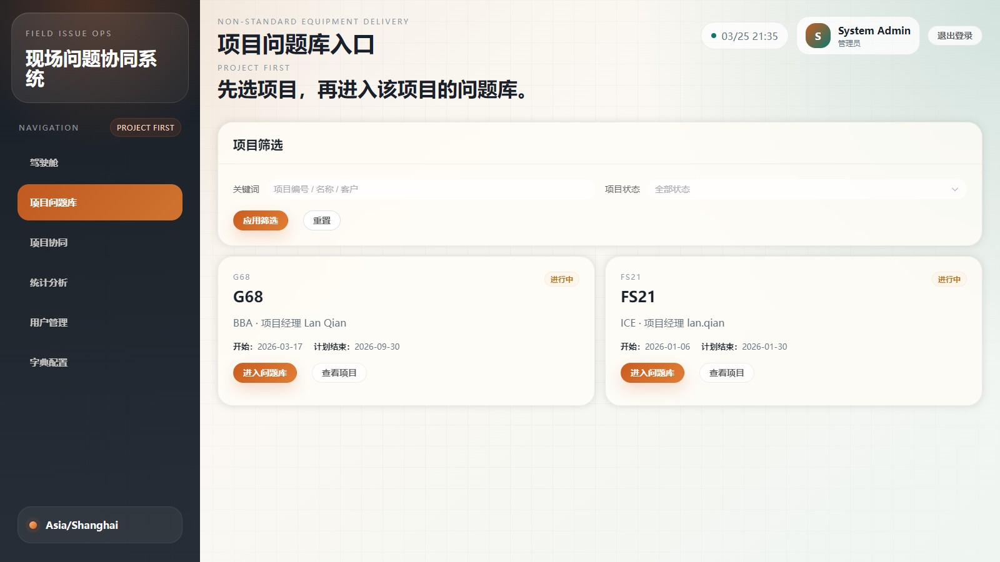 FIELD ISSUE OPS
现场问题协同系
统
NAVIGATION
PROJECT FIRST
驾驶舱
项目问题库
项目协同
统计分析
用户管理
字典配置
Asia/Shanghai
NON-STANDARD EQUIPMENT DELIVERY
项目问题库入口
PROJECT FIRST
先选项目，再进入该项目的问题库。
03/25 21:35
S
System Admin
管理员
退出登录
项目筛选
关键词
项目编号 / 名称 / 客户
项目状态
全部状态
应用筛选
重置
G68
进行中
G68
BBA · 项目经理 Lan Qian
开始：2026-03-17 计划结束：2026-09-30
进入问题库
查看项目
FS21
进行中
FS21
ICE · 项目经理 lan.qian
开始：2026-01-06 计划结束：2026-01-30
进入问题库
查看项目